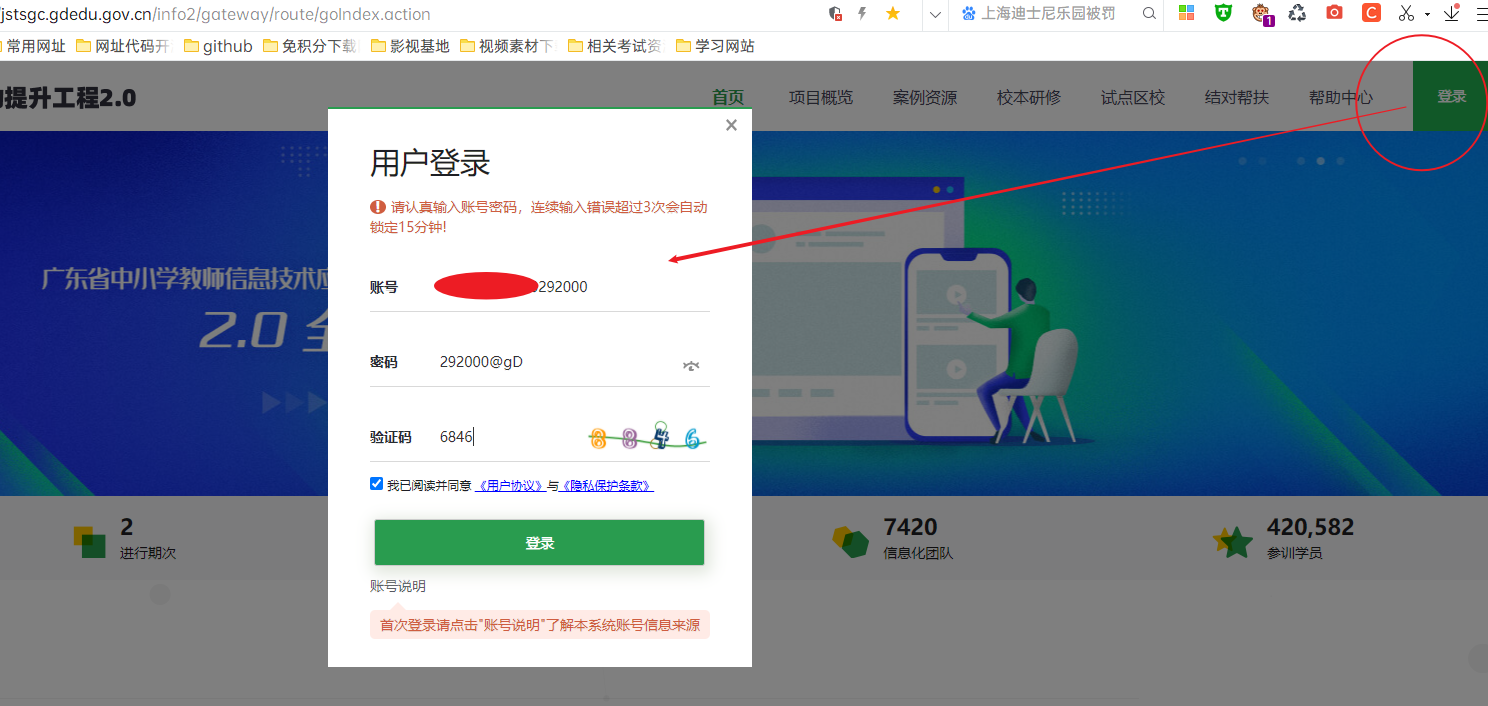 jstsgc.gdedu.gov.cn/info2/gateway/route/goIndex.action
上海迪士尼乐园被罚
常用网址 网址代码开 github 免积分下载 影视基地 视频素材下 相关考试资 学习网站
提升工程2.0
首页 项目概览 案例资源 校本研修 试点区校 结对帮扶 帮助中心 登录
用户登录
请认真输入账号密码，连续输入错误超过3次会自动
锁定15分钟!
广东省中小学教师信息技术应
2.0 全
账号 292000
密码 292000@gD
验证码 6846 8846
我已阅读并同意 《用户协议》与《隐私保护条款》
登录
账号说明
首次登录请点击"账号说明"了解本系统账号信息来源
2
进行期次
7420
信息化团队
420,582
参训学员